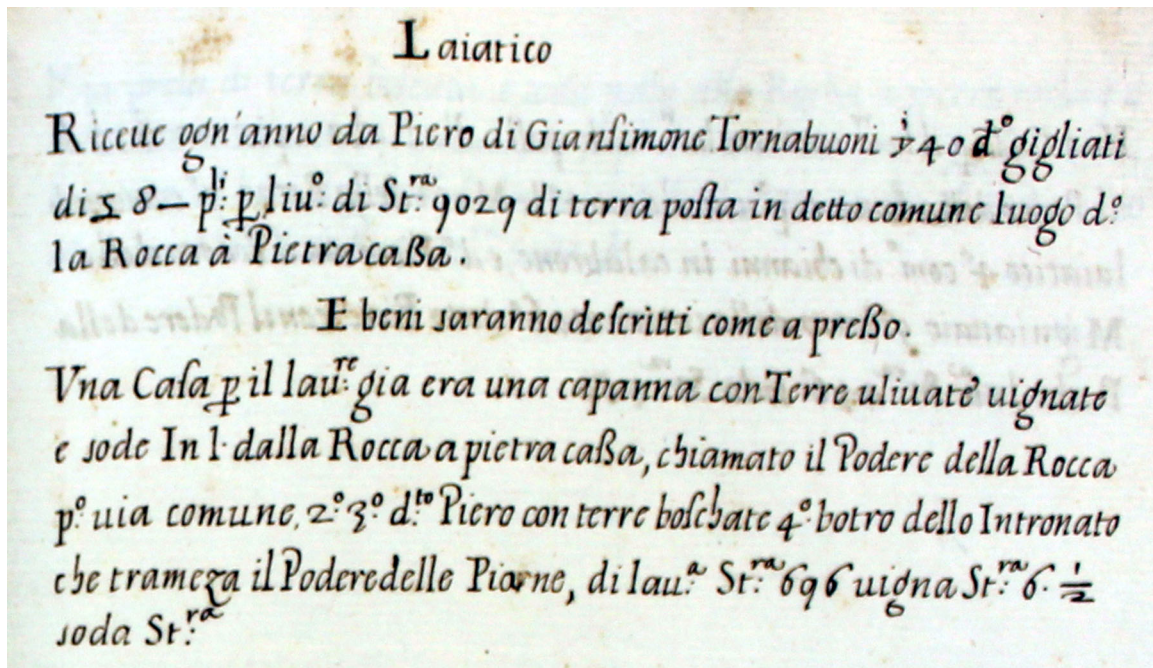 Laiatico
Riceue ogn'anno da Piero di Gianſimone Tornabuoni 40 d.º gigliati
di 8— p.li p liu.º di St.ra 9029 di terra poſta in detto comune luogo d.º
la Rocca à Pietracaßa.
E beni saranno deſcritti come a preßo.
Vna Caſa p il lau.re gia era una capanna con Terre uliuate uignate
e sode In l. dalla Rocca a pietra caßa, chiamato il Podere della Rocca
p.º uia comune, 2.º 3.º d.to Piero con terre boſchate 4.º botro dello Intronato
che trameza il Podere delle Piarne, di lau.a St.ra 696 uigna St.ra 6. ½
soda St.ra